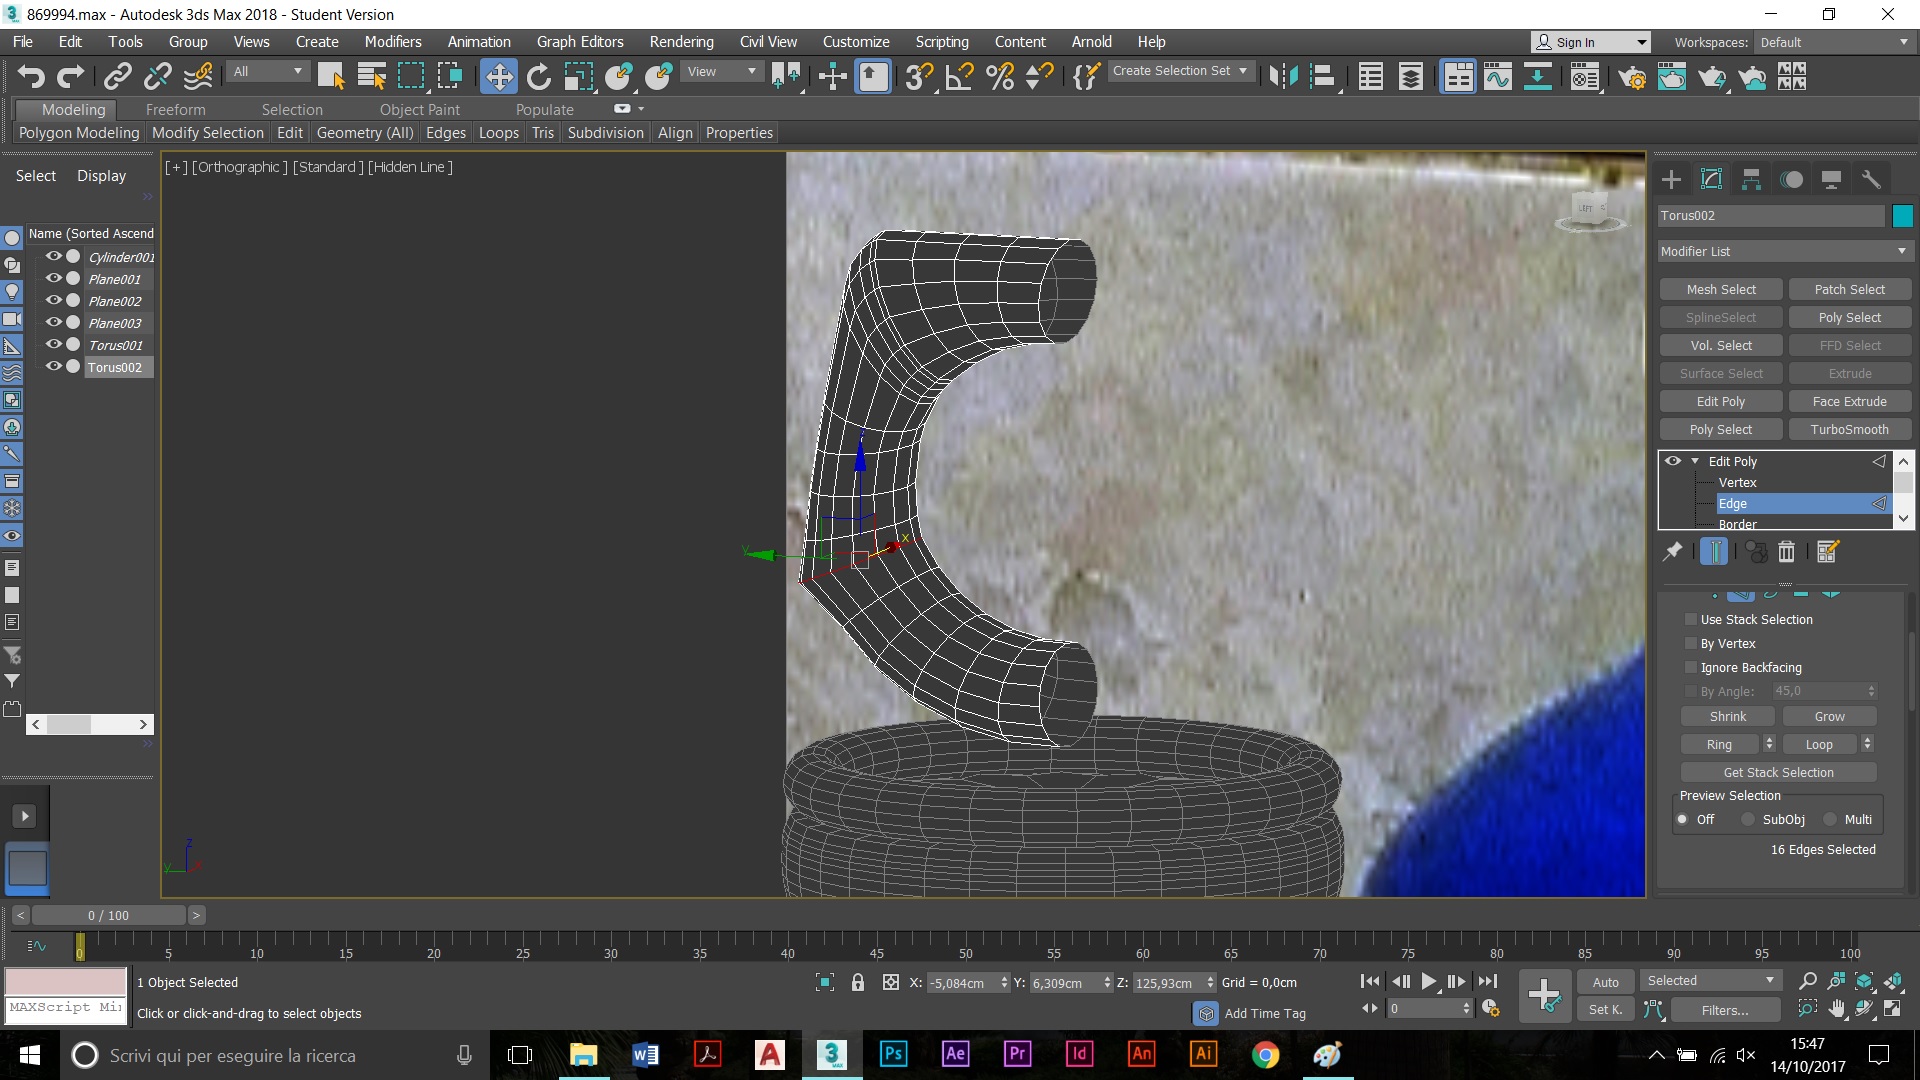 869994.max - Autodesk 3ds Max 2018 - Student Version
File Edit Tools Group Views Create Modifiers Animation Graph Editors Rendering Civil View Customize Scripting Content Arnold Help Sign In Workspaces: Default
All View Create Selection Set
Modeling Freeform Selection Object Paint Populate
Polygon Modeling Modify Selection Edit Geometry (All) Edges Loops Tris Subdivision Align Properties
Select Display
[+] [Orthographic ] [Standard ] [Hidden Line ]
LEFT
Name (Sorted Ascend
Cylinder001
Plane001
Plane002
Plane003
Torus001
Torus002
y x
z
y
Torus002
Modifier List
Mesh Select Patch Select
SplineSelect Poly Select
Vol. Select FFD Select
Surface Select Extrude
Edit Poly Face Extrude
Poly Select TurboSmooth
Edit Poly
Vertex
Edge
Border
Use Stack Selection
By Vertex
Ignore Backfacing
By Angle: 45,0
Shrink Grow
Ring Loop
Get Stack Selection
Preview Selection
Off SubObj Multi
16 Edges Selected
< 0 / 100 >
0 5 10 15 20 25 30 35 40 45 50 55 60 65 70 75 80 85 90 95 100
1 Object Selected X: -5,084cm Y: 6,309cm Z: 125,93cm Grid = 0,0cm Auto Selected
MAXScript Mi
Click or click-and-drag to select objects Add Time Tag 0 Set K. Filters...
Scrivi qui per eseguire la ricerca
Ps Ae Pr Id An Ai
15:47
14/10/2017